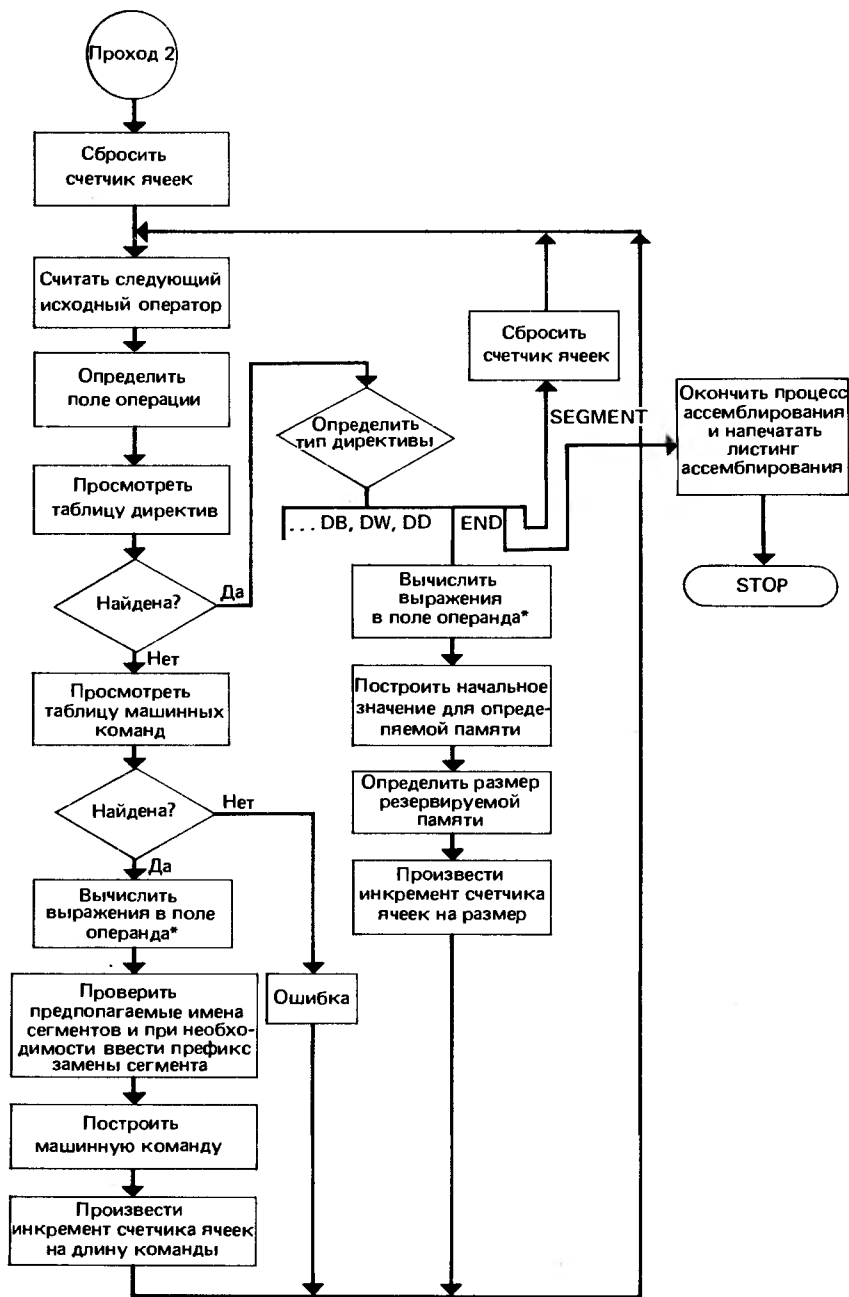 Проход 2
Сбросить
счетчик ячеек
Считать следующий
исходный оператор
Определить
поле операции
Просмотреть
таблицу директив
Найдена?
Да
Нет
Просмотреть
таблицу машинных
команд
Найдена?
Нет
Да
Вычислить
выражения в поле
операнда*
Проверить
предполагаемые имена
сегментов и при необхо-
димости ввести префикс
замены сегмента
Построить
машинную команду
Произвести
инкремент счетчика ячеек
на длину команды
Ошибка
Определить
тип директивы
... DB, DW, DD
END
SEGMENT
Сбросить
счетчик ячеек
Вычислить
выражения
в поле операнда*
Построить начальное
значение для опреде-
ляемой памяти
Определить размер
резервируемой
памяти
Произвести
инкремент счетчика
ячеек на размер
Окончить процесс
ассемблирования
и напечатать
листинг
ассемблирования
STOP